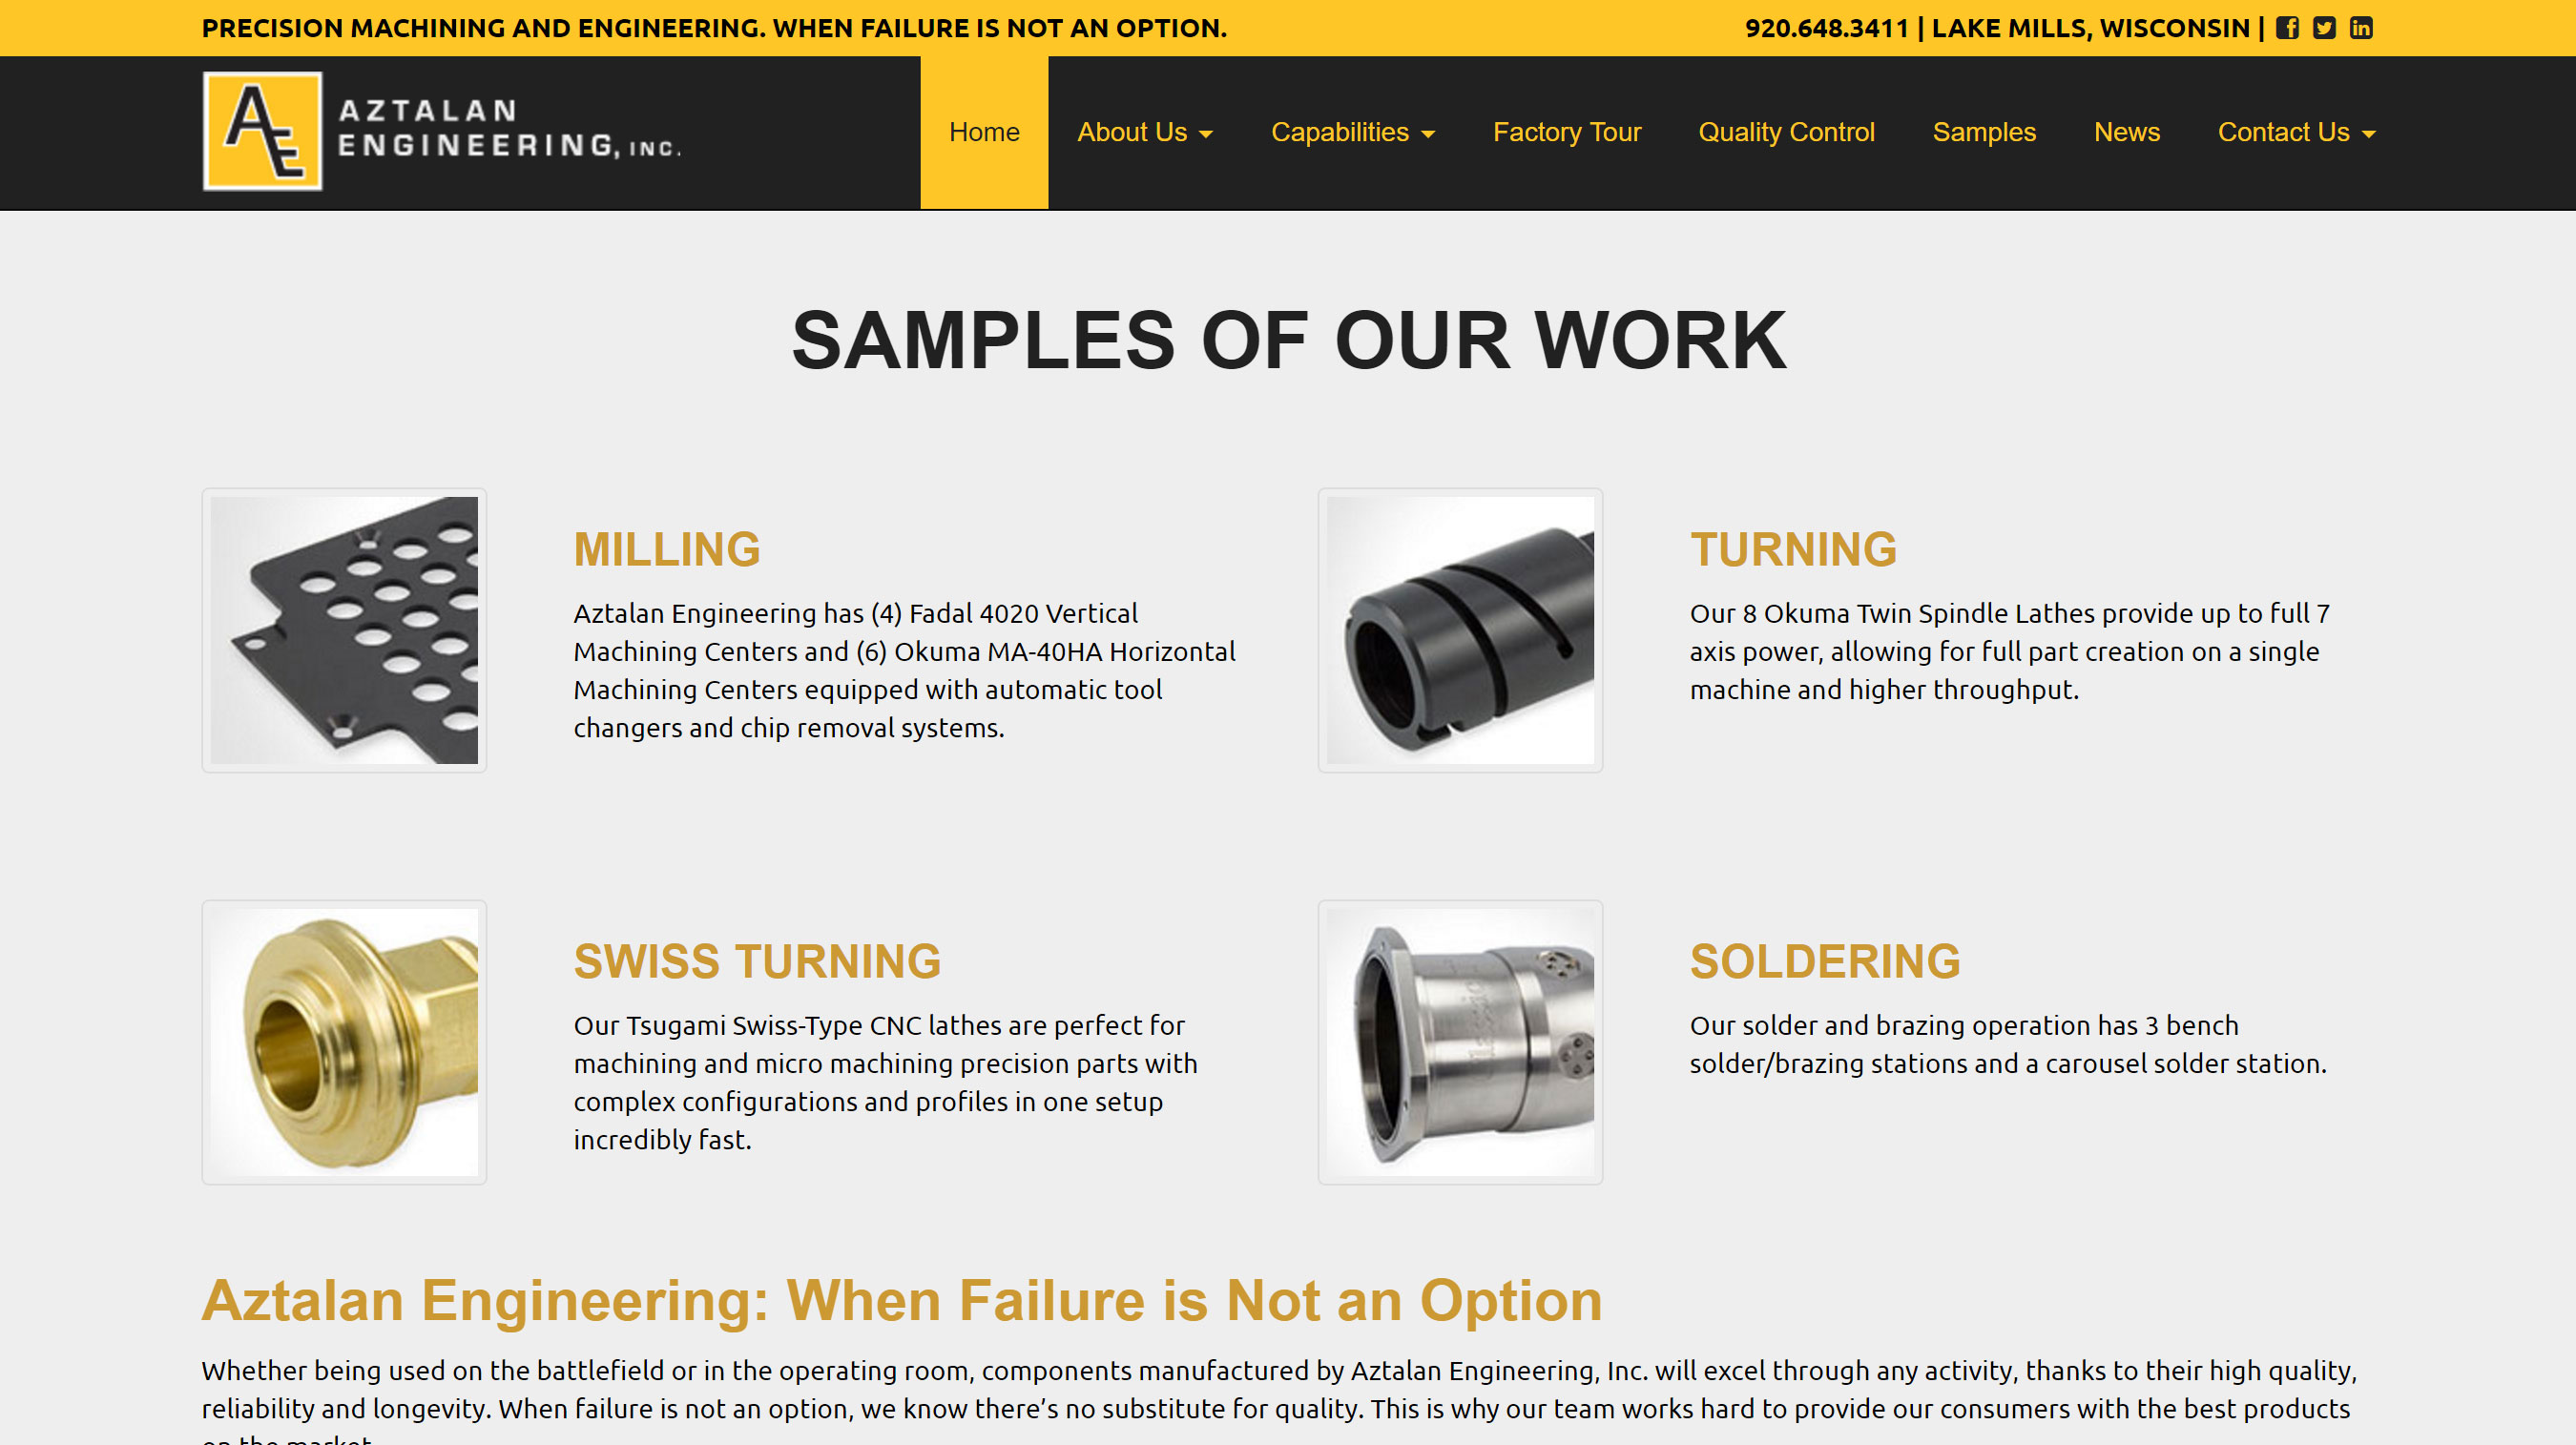 PRECISION MACHINING AND ENGINEERING. WHEN FAILURE IS NOT AN OPTION.
920.648.3411 | LAKE MILLS, WISCONSIN |
AZTALAN
ENGINEERING, INC.
Home
About Us
Capabilities
Factory Tour
Quality Control
Samples
News
Contact Us
SAMPLES OF OUR WORK
MILLING
Aztalan Engineering has (4) Fadal 4020 Vertical
Machining Centers and (6) Okuma MA-40HA Horizontal
Machining Centers equipped with automatic tool
changers and chip removal systems.
TURNING
Our 8 Okuma Twin Spindle Lathes provide up to full 7
axis power, allowing for full part creation on a single
machine and higher throughput.
SWISS TURNING
Our Tsugami Swiss-Type CNC lathes are perfect for
machining and micro machining precision parts with
complex configurations and profiles in one setup
incredibly fast.
SOLDERING
Our solder and brazing operation has 3 bench
solder/brazing stations and a carousel solder station.
Aztalan Engineering: When Failure is Not an Option
Whether being used on the battlefield or in the operating room, components manufactured by Aztalan Engineering, Inc. will excel through any activity, thanks to their high quality,
reliability and longevity. When failure is not an option, we know there’s no substitute for quality. This is why our team works hard to provide our consumers with the best products
on the market